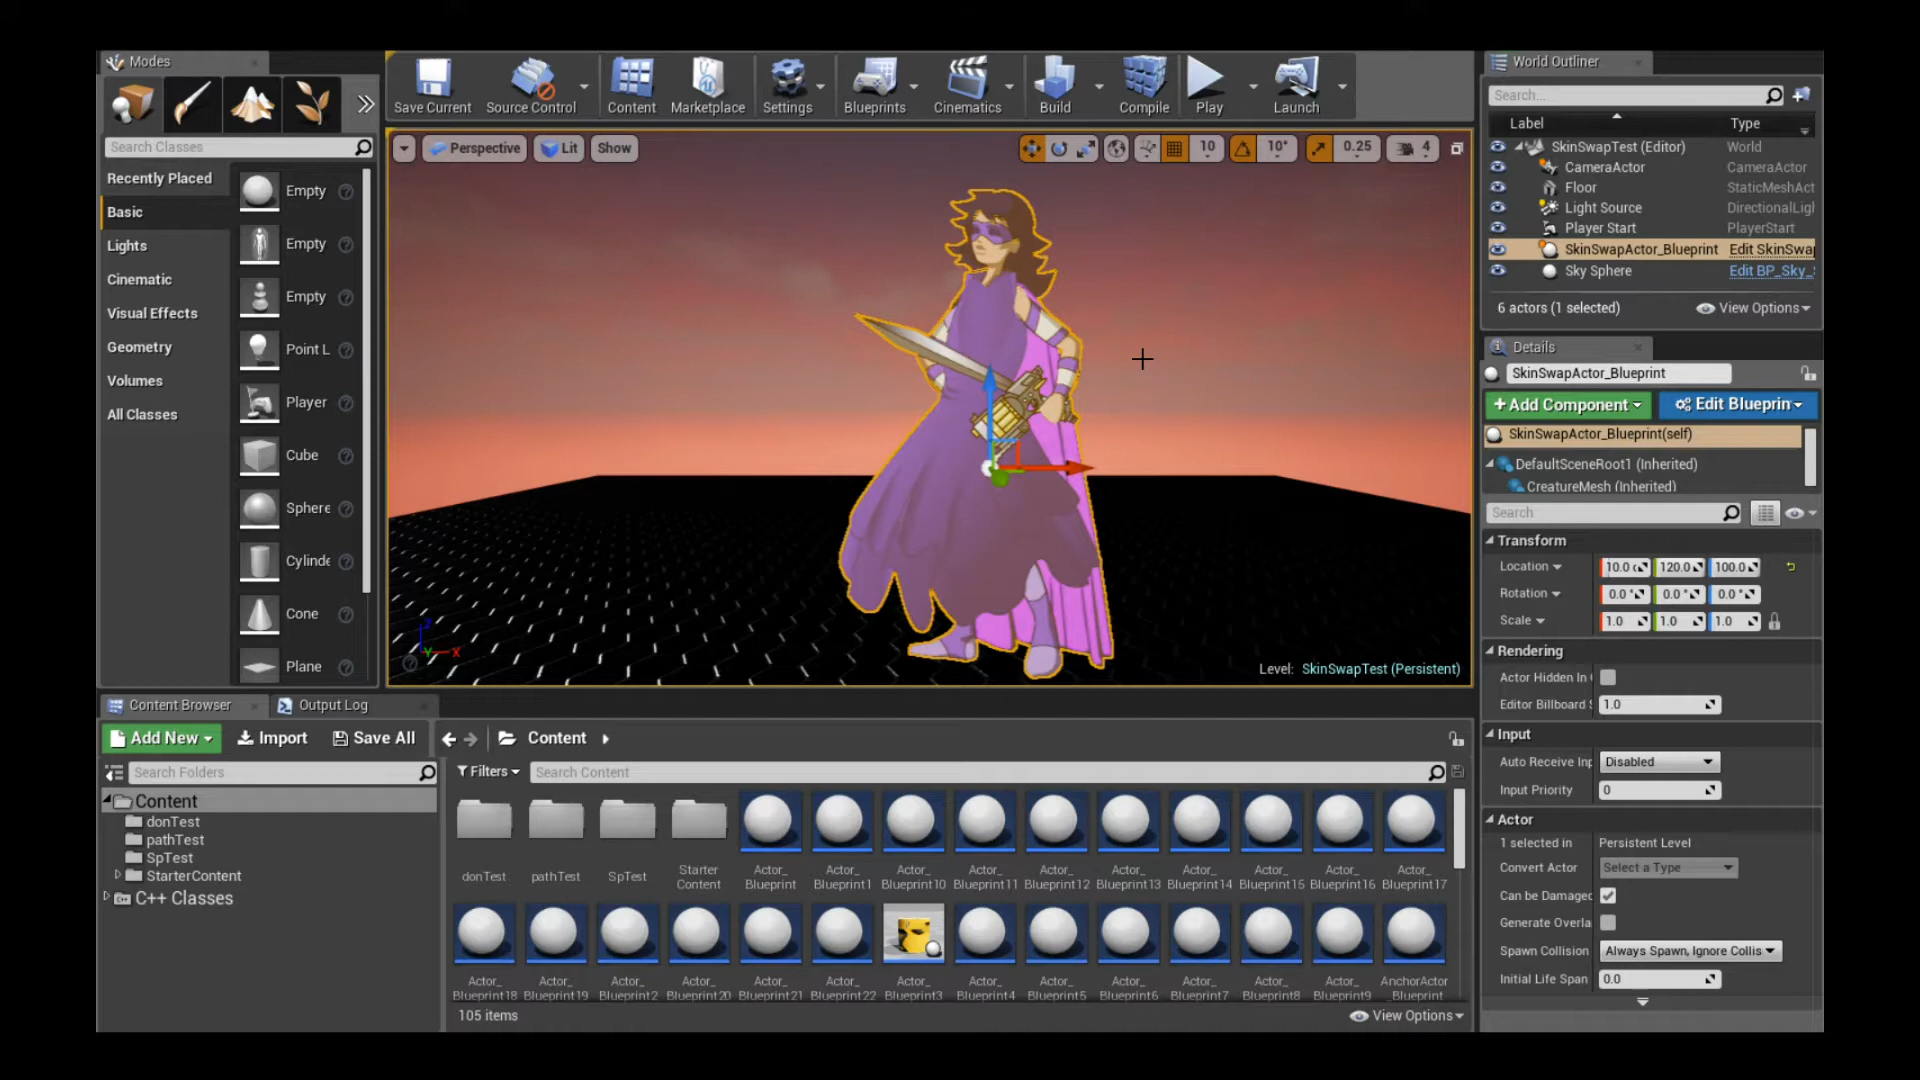 Modes
Save Current
Source Control
Content
Marketplace
Settings
Blueprints
Cinematics
Build
Compile
Play
Launch
Search Classes
Recently Placed
Basic
Lights
Cinematic
Visual Effects
Geometry
Volumes
All Classes
Empty
Empty
Empty
Point L
Player
Cube
Sphere
Cylinde
Cone
Plane
Perspective
Lit
Show
10
10°
0.25
4
Z
Y
X
Level: SkinSwapTest (Persistent)
World Outliner
Search...
Label Type
SkinSwapTest (Editor) World
CameraActor CameraActor
Floor StaticMeshAct
Light Source DirectionalLigh
Player Start PlayerStart
SkinSwapActor_Blueprint Edit SkinSwap
Sky Sphere Edit BP_Sky_
6 actors (1 selected) View Options
Details
SkinSwapActor_Blueprint
+Add Component Edit Blueprin
SkinSwapActor_Blueprint(self)
DefaultSceneRoot1 (Inherited)
CreatureMesh (Inherited)
Search
Transform
Location 10.0 120.0 100.0
Rotation 0.0 ° 0.0 ° 0.0 °
Scale 1.0 1.0 1.0
Rendering
Actor Hidden In
Editor Billboard 1.0
Input
Auto Receive Inp Disabled
Input Priority 0
Actor
1 selected in Persistent Level
Convert Actor Select a Type
Can be Damaged
Generate Overla
Spawn Collision Always Spawn, Ignore Collis
Initial Life Span 0.0
Content Browser Output Log
Add New Import Save All Content
Search Folders
Filters Search Content
Content
donTest
pathTest
SpTest
StarterContent
C++ Classes
donTest
pathTest
SpTest
Starter
Content
Actor_
Blueprint
Actor_
Blueprint1
Actor_
Blueprint10
Actor_
Blueprint11
Actor_
Blueprint12
Actor_
Blueprint13
Actor_
Blueprint14
Actor_
Blueprint15
Actor_
Blueprint16
Actor_
Blueprint17
Actor_
Blueprint18
Actor_
Blueprint19
Actor_
Blueprint2
Actor_
Blueprint20
Actor_
Blueprint21
Actor_
Blueprint22
Actor_
Blueprint3
Actor_
Blueprint4
Actor_
Blueprint5
Actor_
Blueprint6
Actor_
Blueprint7
Actor_
Blueprint8
Actor_
Blueprint9
AnchorActor
_Blueprint
105 items
View Options